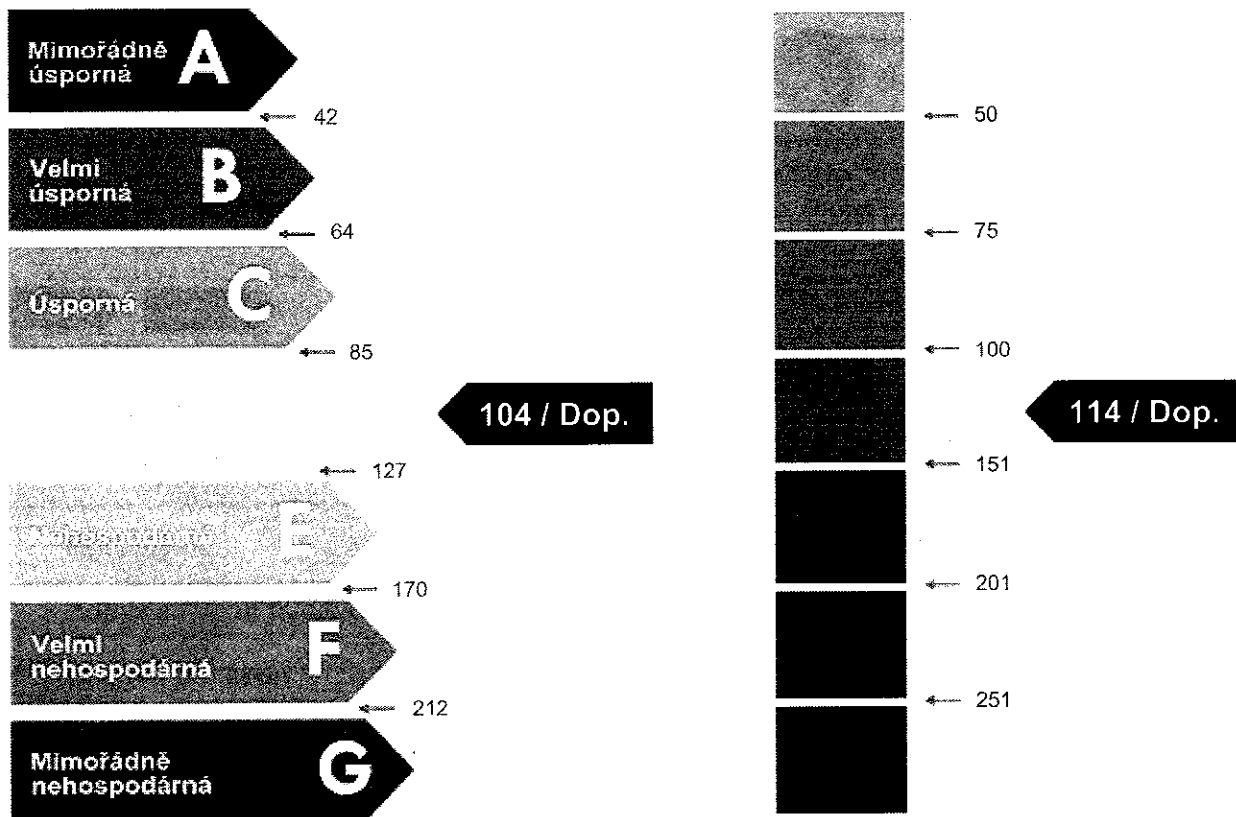 Mimořádně
úsporná
A
42
Velmi
úsporná
B
64
Úsporná
C
85
104 / Dop.
127
E
170
Velmi
nehospodárná
F
212
Mimořádně
nehospodárná
G
50
75
100
114 / Dop.
151
201
251